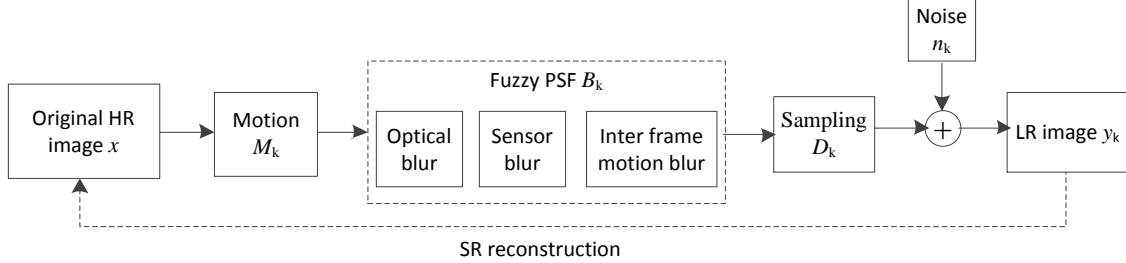 Noise
n_k
Fuzzy PSF B_k
Original HR
image x
Motion
M_k
Optical
blur
Sensor
blur
Inter frame
motion blur
Sampling
D_k
+
LR image y_k
SR reconstruction